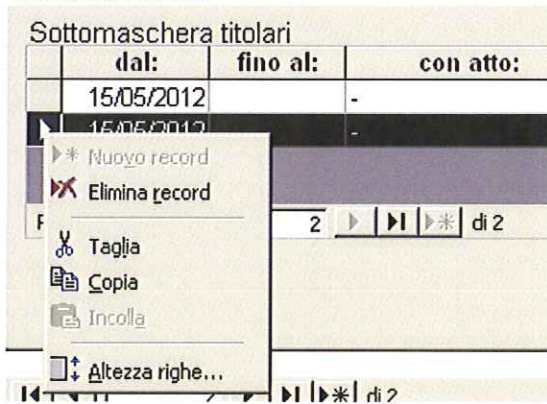 Sottomaschera titolari
dal: fino al: con atto:
15/05/2012 -
15/05/2012 -
Nuovo record
Elimina record
2 di 2
Taglia
Copia
Incolla
Altezza righe...
di 2